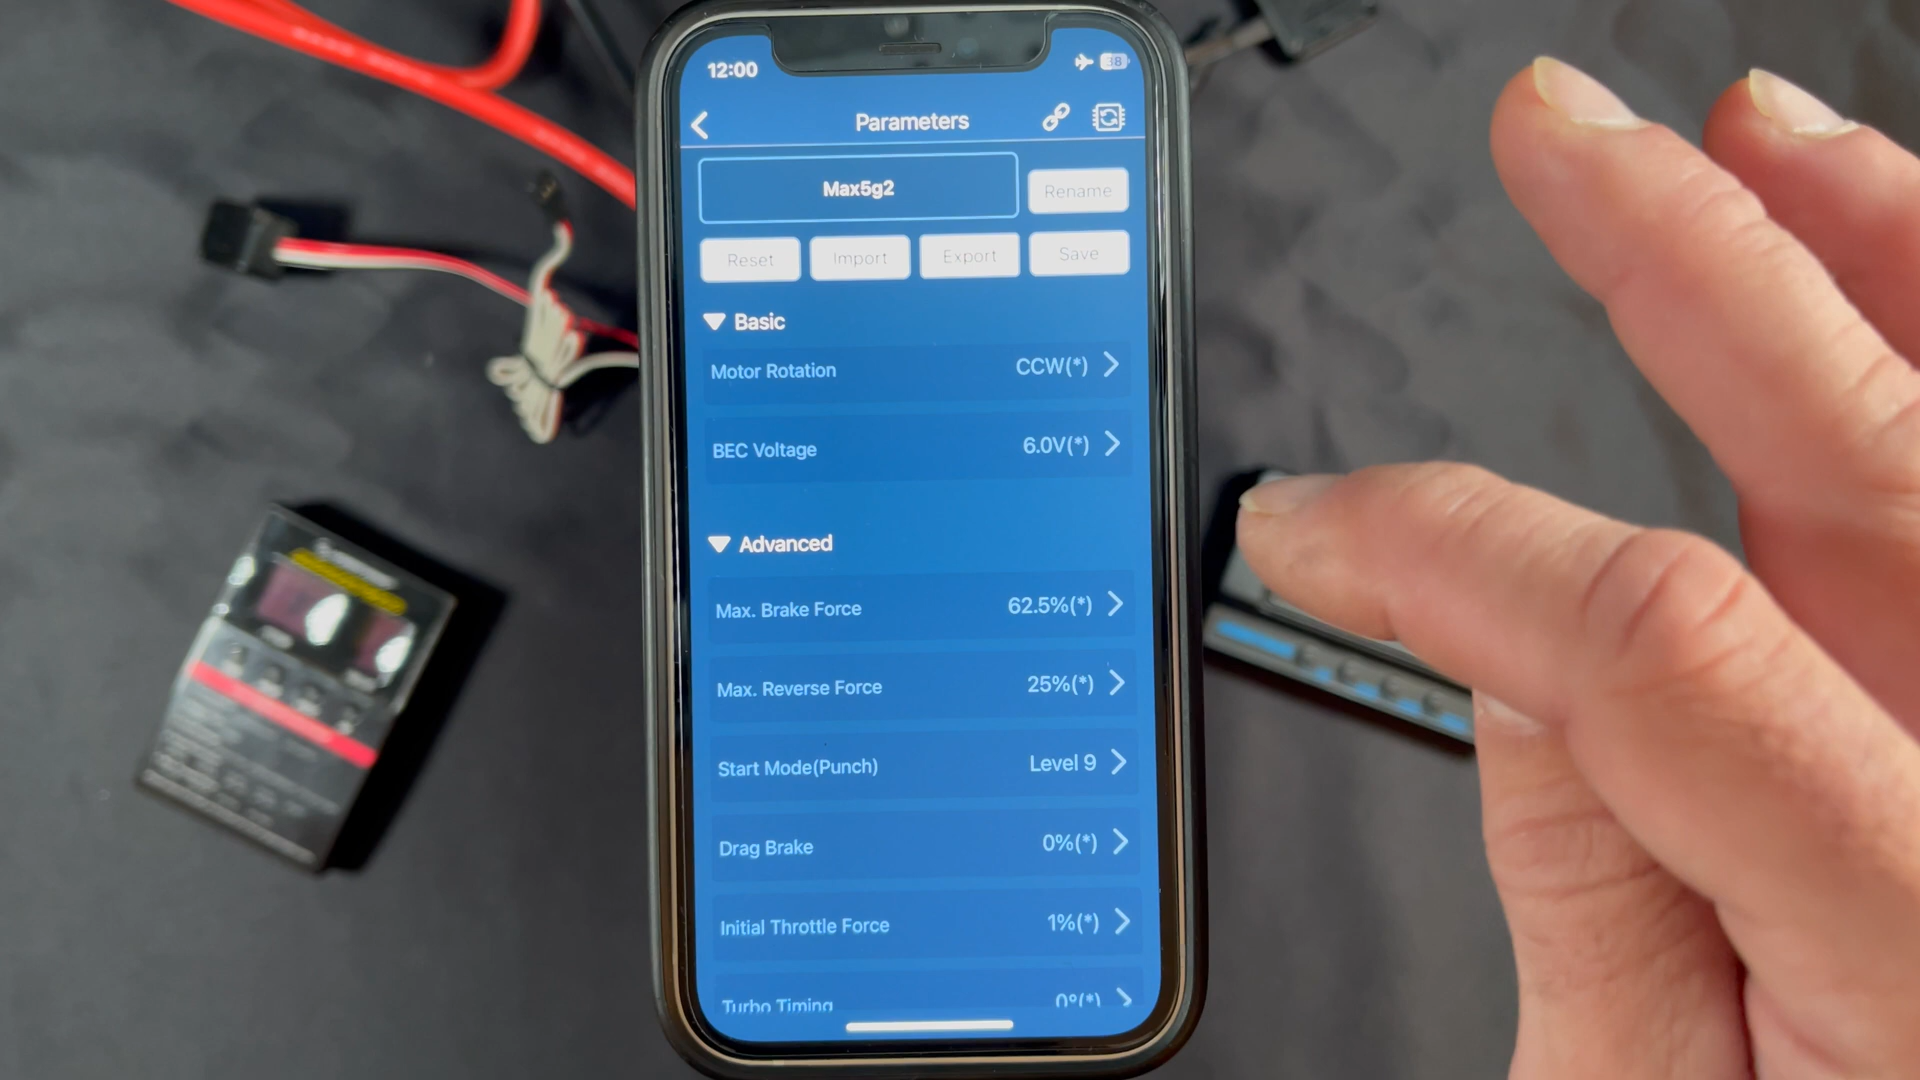 12:00
38
Parameters
Max5g2
Rename
Reset
Import
Export
Save
Basic
Motor Rotation
CCW(*)
BEC Voltage
6.0V(*)
Advanced
Max. Brake Force
62.5%(*)
Max. Reverse Force
25%(*)
Start Mode(Punch)
Level 9
Drag Brake
0%(*)
Initial Throttle Force
1%(*)
Turbo Timing
0°(*)